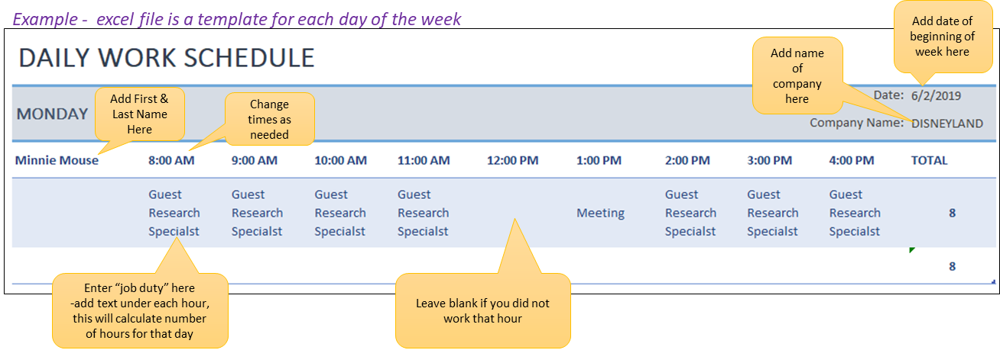 Example -  excel file is a template for each day of the week
Add date of
beginning of
week here
DAILY WORK SCHEDULE
Add name
of
company
here
Add First &
Last Name
Here
Change
times as
needed
MONDAY
Date: 6/2/2019
Company Name: DISNEYLAND
Minnie Mouse 8:00 AM 9:00 AM 10:00 AM 11:00 AM 12:00 PM 1:00 PM 2:00 PM 3:00 PM 4:00 PM TOTAL
Guest Guest Guest Guest Guest Guest Guest
Research Research Research Research Meeting Research Research Research 8
Specialst Specialst Specialst Specialst Specialst Specialst Specialst
8
Enter “job duty” here
-add text under each hour,
this will calculate number
of hours for that day
Leave blank if you did not
work that hour